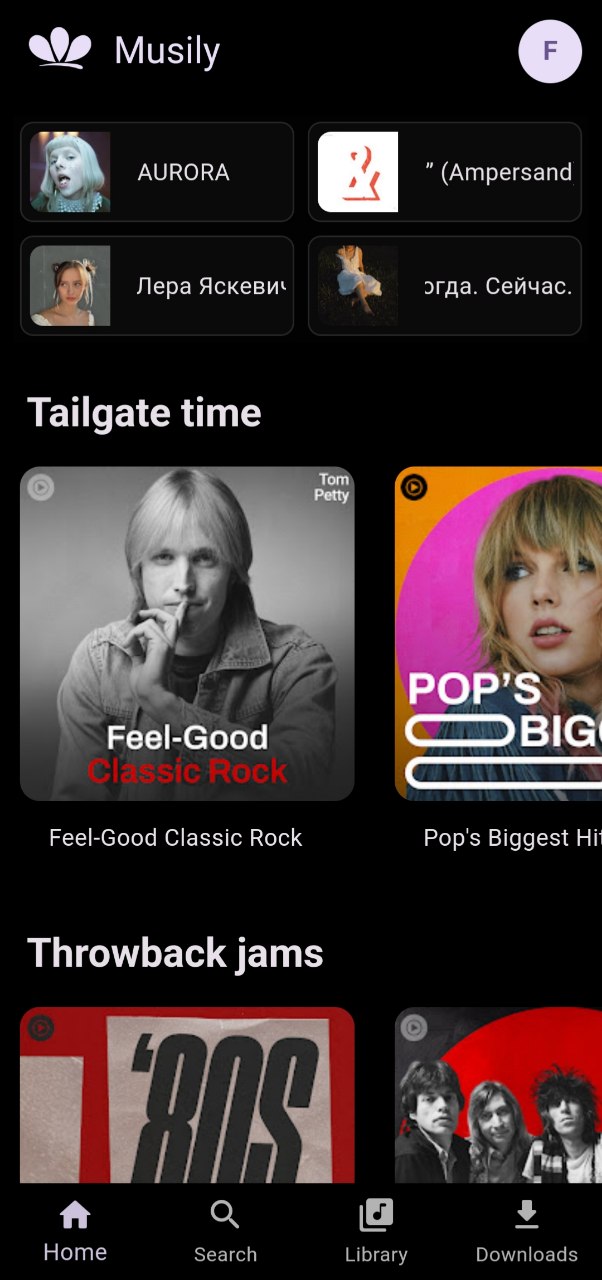 Musily
F
AURORA
” (Ampersand)
Лера Яскевич
огда. Сейчас.
Tailgate time
Tom
Petty
Feel-Good
Classic Rock
POP’S
BIGG
Feel-Good Classic Rock
Pop's Biggest Hit
Throwback jams
‘80S
Home
Search
Library
Downloads